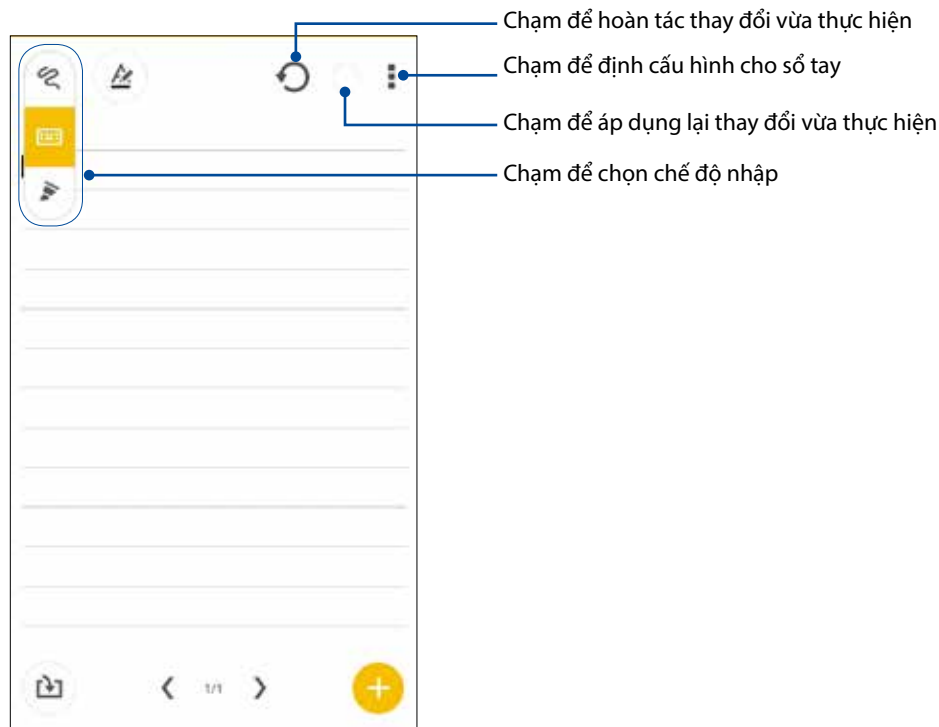 Chạm để hoàn tác thay đổi vừa thực hiện
Chạm để định cấu hình cho sổ tay
Chạm để áp dụng lại thay đổi vừa thực hiện
Chạm để chọn chế độ nhập
1/1